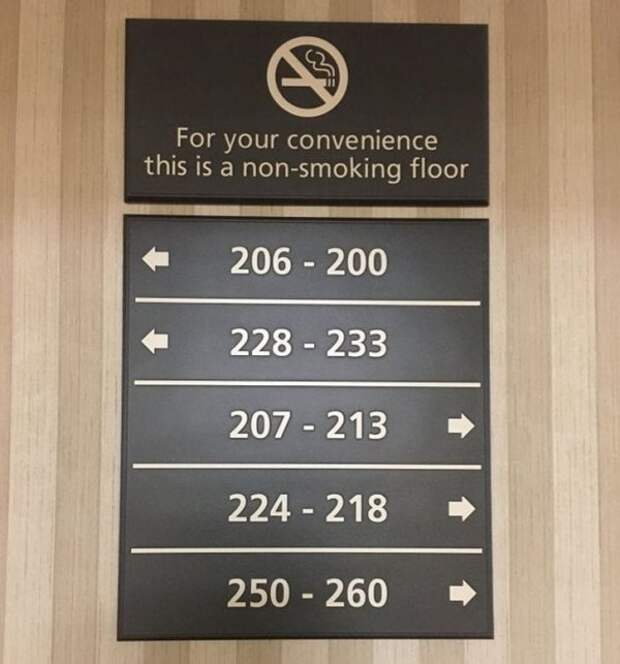 For your convenience
this is a non-smoking floor
206 - 200
228 - 233
207 - 213
224 - 218
250 - 260